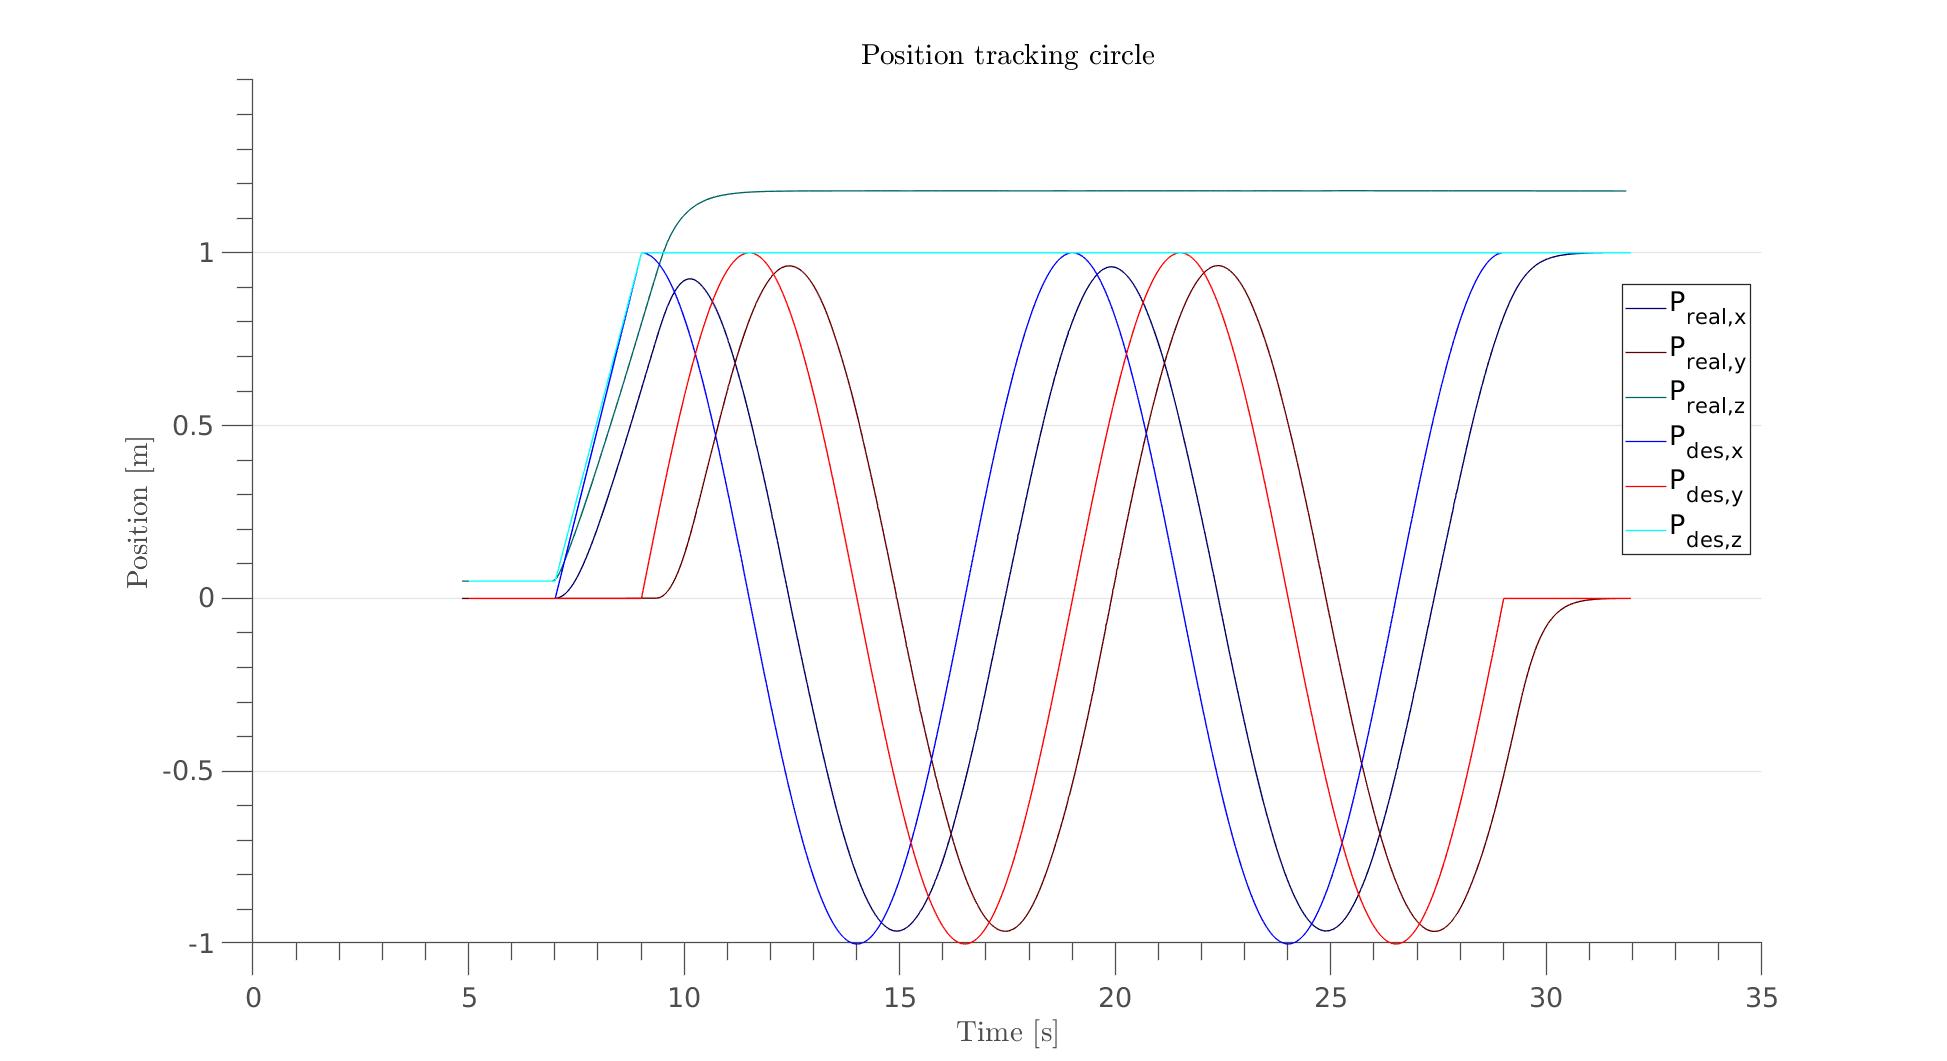 Position tracking circle
Position [m]
1
0.5
0
-0.5
-1
P real,x
P real,y
P real,z
P des,x
P des,y
P des,z
0 5 10 15 20 25 30 35
Time [s]